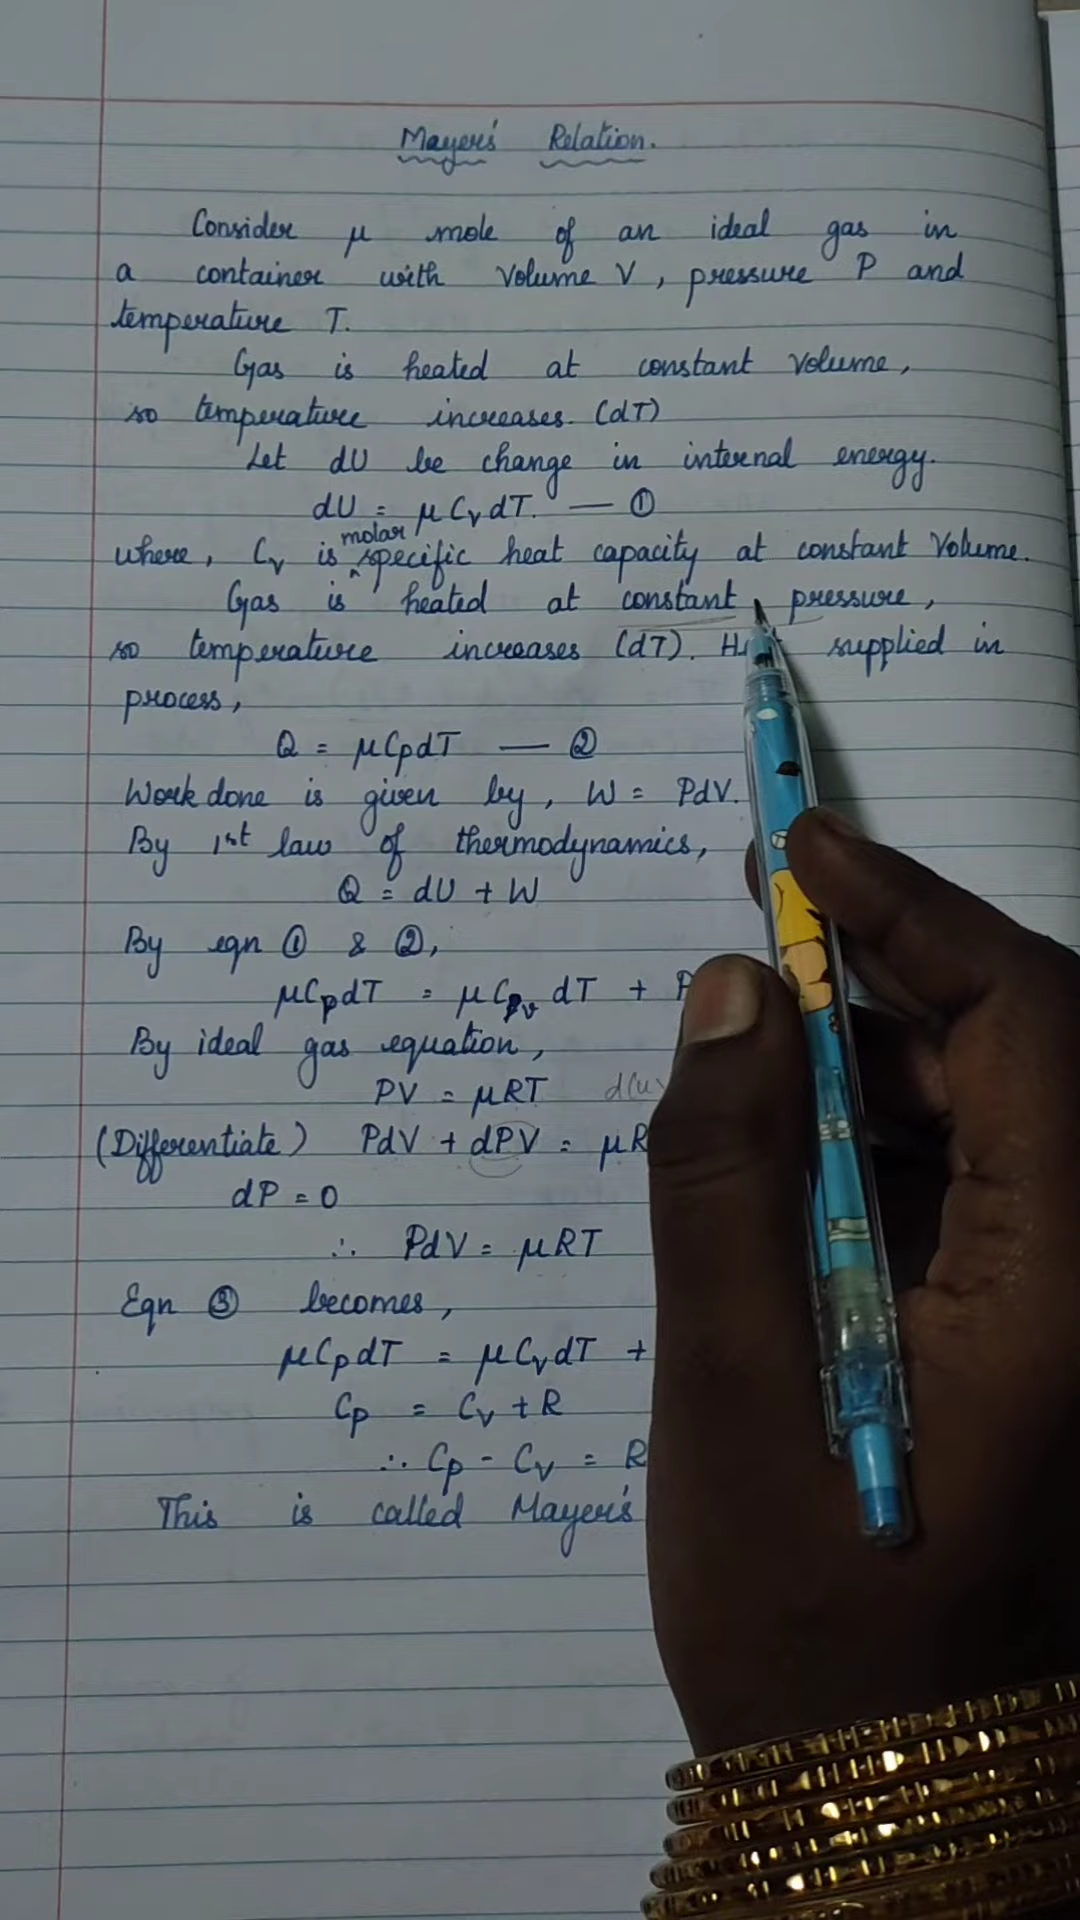 Mayer's Relation.
Consider μ mole of an ideal gas in
a container with volume V, pressure P and
temperature T.
Gas is heated at constant volume,
so temperature increases. (dT)
Let dU be change in internal energy.
dU = μCvdT. — ①
molar
where, Cv is ^ specific heat capacity at constant Volume.
Gas is heated at constant pressure,
so temperature increases (dT). supplied in
process,
Q = μCpdT — ②
Work done is given by, W = PdV.
By 1st law of thermodynamics,
Q = dU + W
By eqn ① & ②,
μCpdT = μCv dT +
By ideal gas equation,
PV = μRT
(Differentiate) PdV + dPV = μR
dP = 0
∴ PdV = μRT
Eqn ③ becomes,
μCpdT = μCvdT +
Cp = Cv + R
∴ Cp - Cv = R
This is called Mayer's